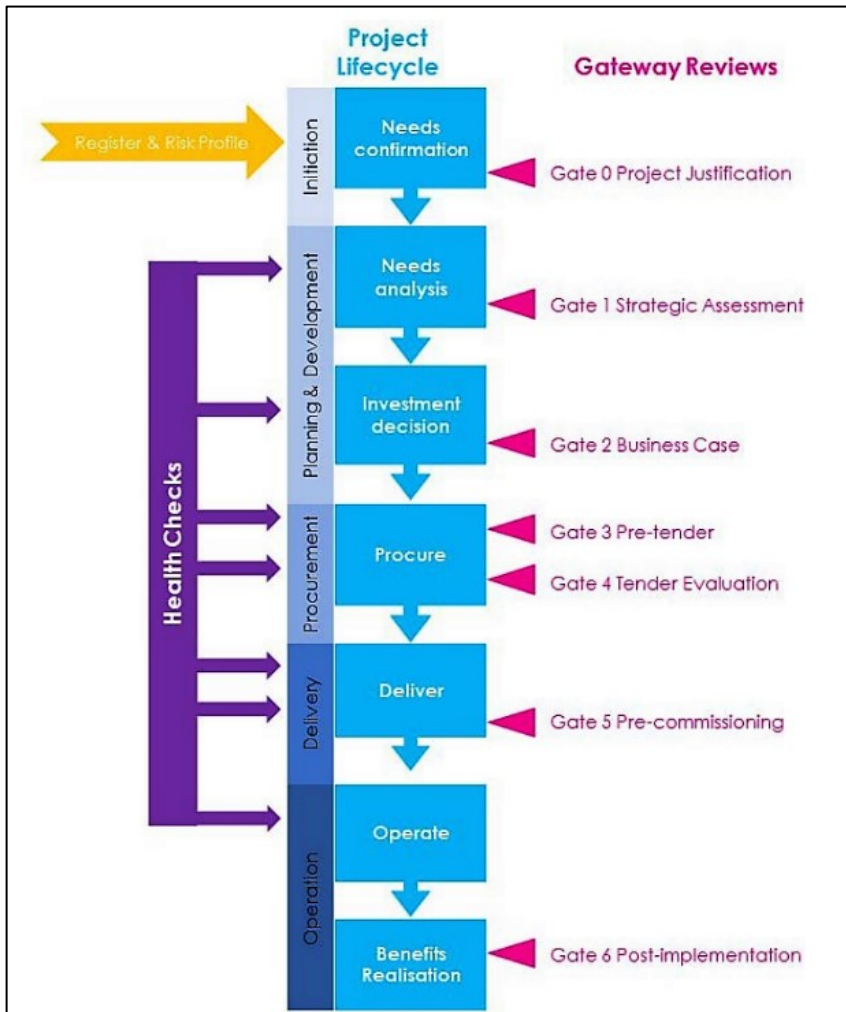 Project
Lifecycle
Gateway Reviews
Register & Risk Profile
Initiation
Needs
confirmation
Gate 0 Project Justification
Health Checks
Planning & Development
Needs
analysis
Gate 1 Strategic Assessment
Investment
decision
Gate 2 Business Case
Procurement
Procure
Gate 3 Pre-tender
Gate 4 Tender Evaluation
Delivery
Deliver
Gate 5 Pre-commissioning
Operation
Operate
Benefits
Realisation
Gate 6 Post-implementation